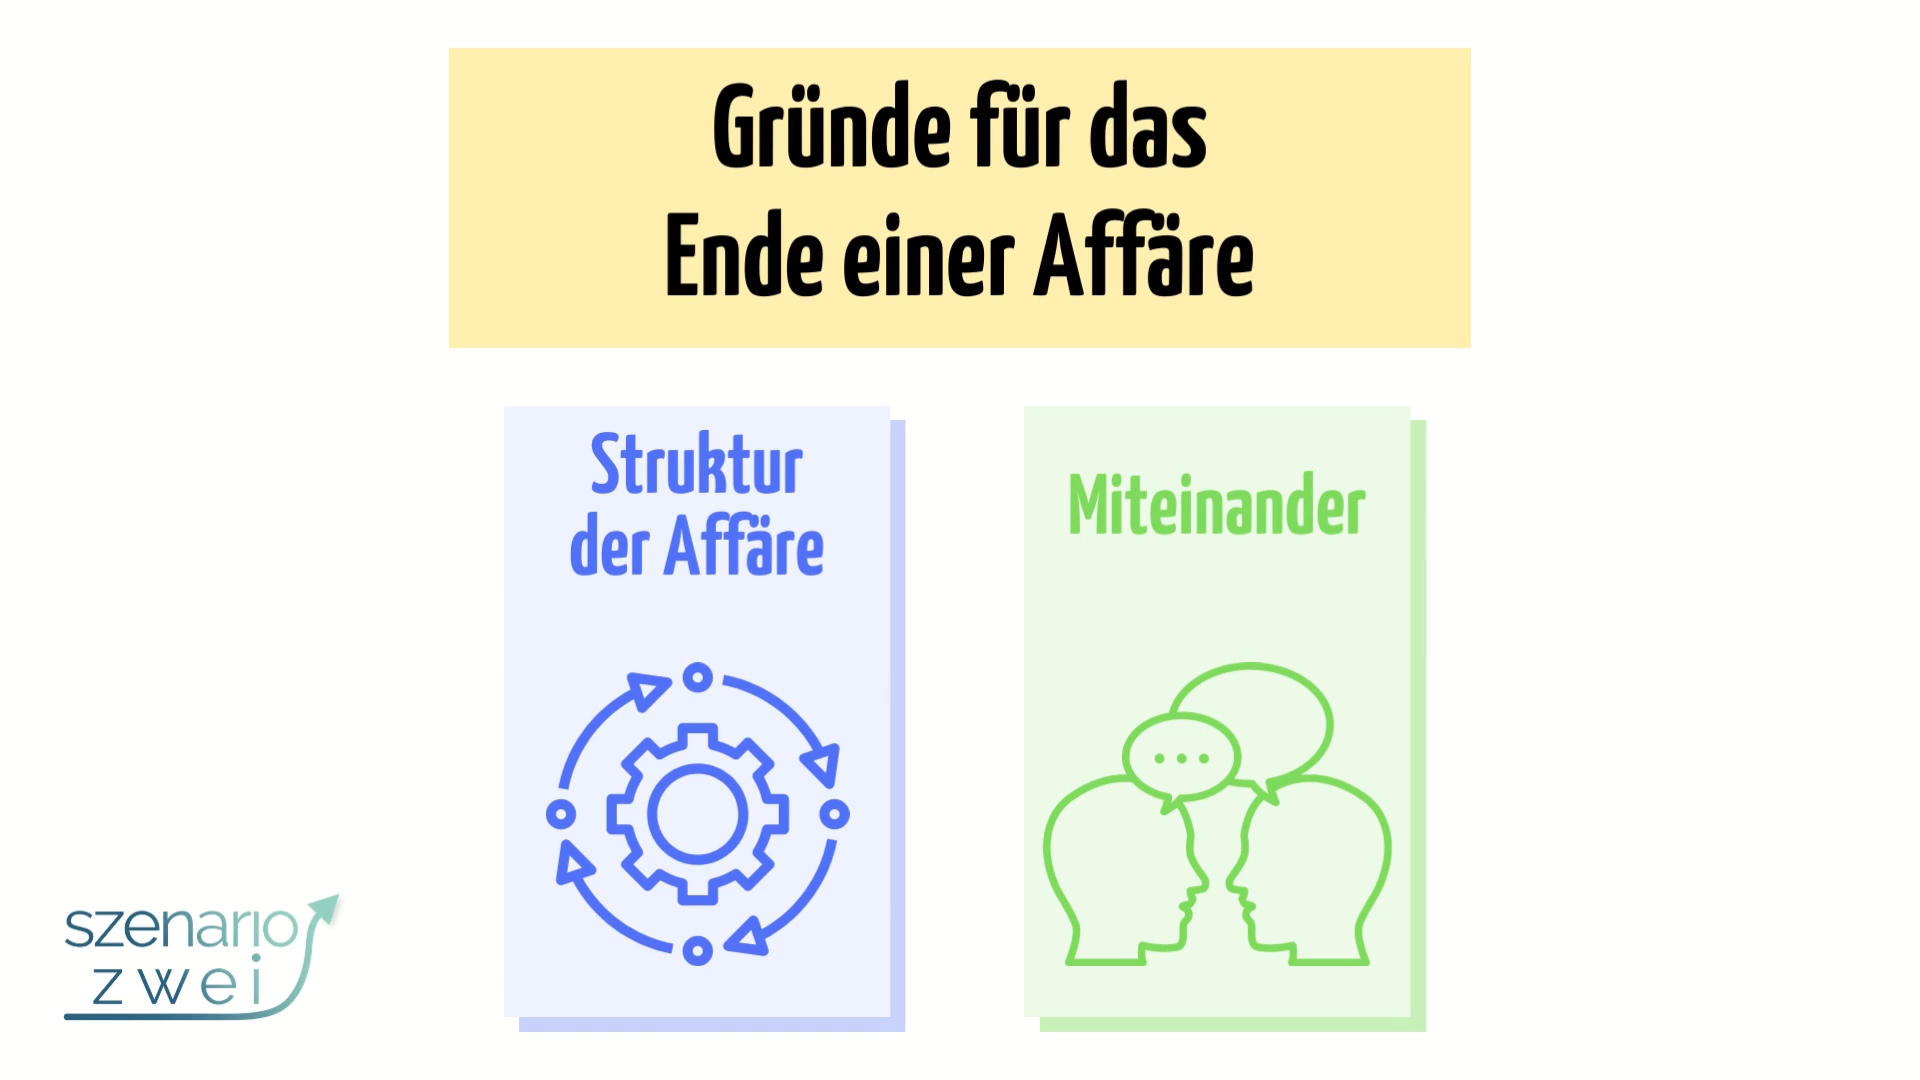 Gründe für das
Ende einer Affäre
Struktur
der Affäre
Miteinander
szenario
zwei